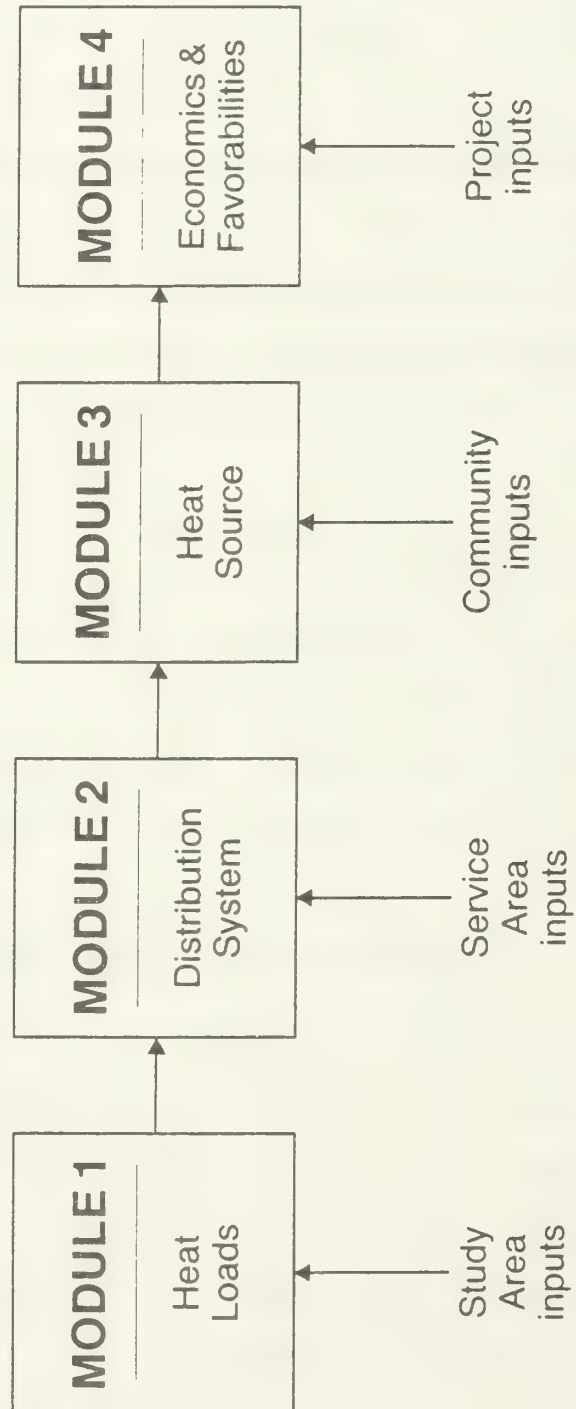 MODULE 1
Heat
Loads
Study
Area
inputs
MODULE 2
Distribution
System
Service
Area
inputs
MODULE 3
Heat
Source
Community
inputs
MODULE 4
Economics &
Favorabilities
Project
inputs